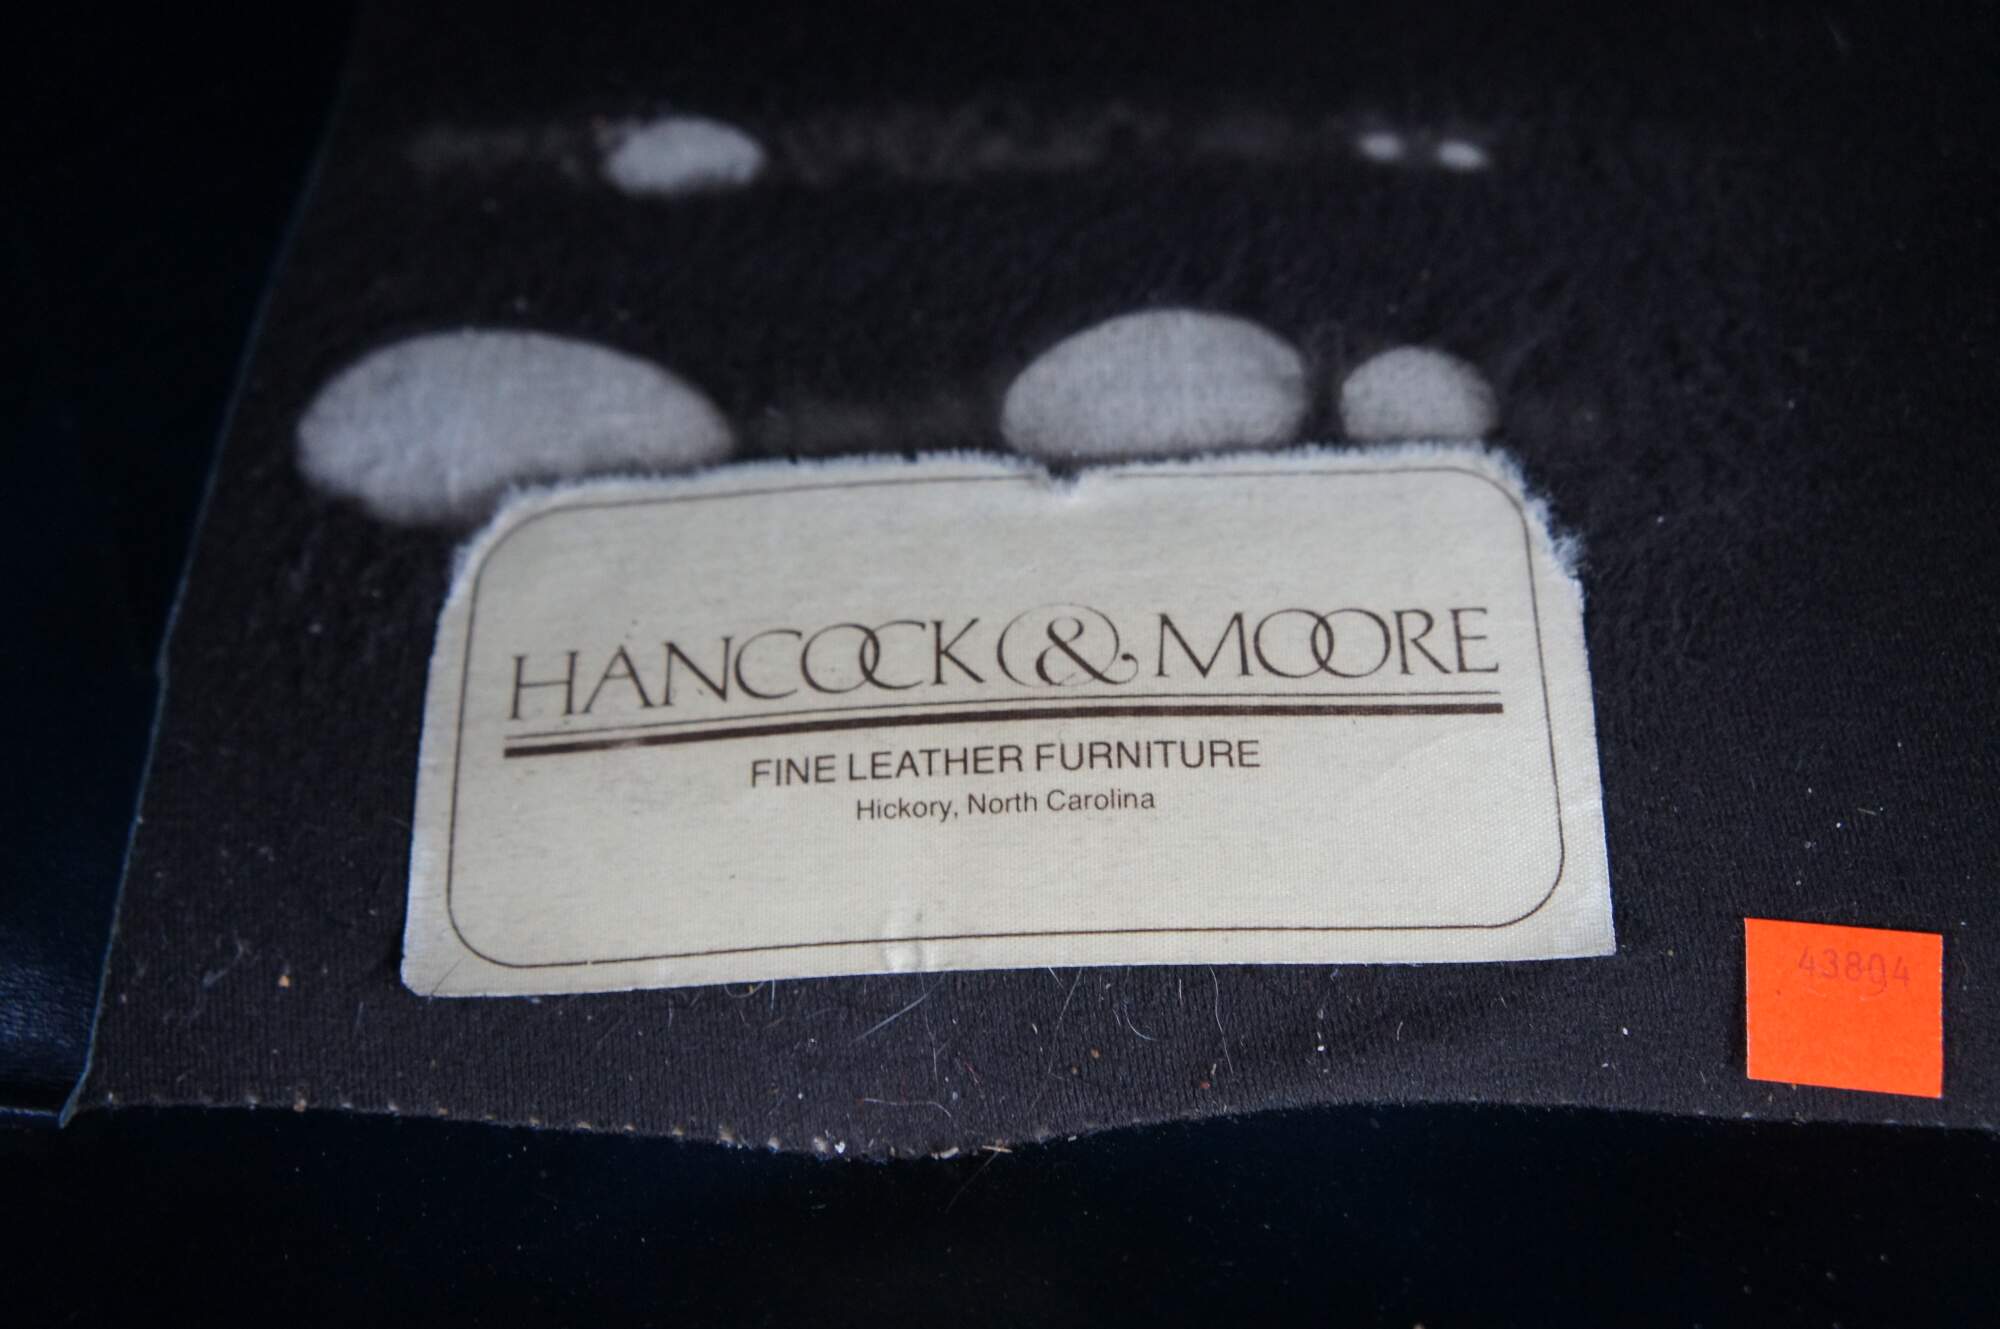 HANCOCK & MOORE
FINE LEATHER FURNITURE
Hickory, North Carolina
43804